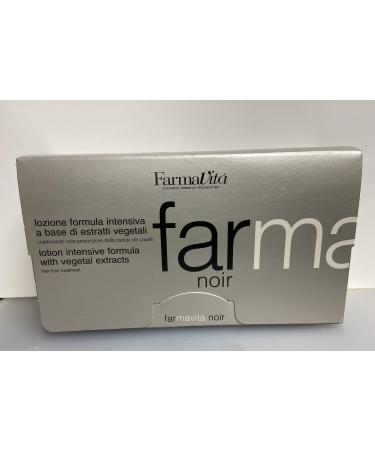 FarmaVita
COSMETIC RESEARCH LABORATORIES
lozione formula intensiva
a base di estratti vegetali
coadiuvante nella prevenzione della caduta dei capelli
lotion intensive formula
with vegetal extracts
hair loss treatment
farma
noir
farmavita noir